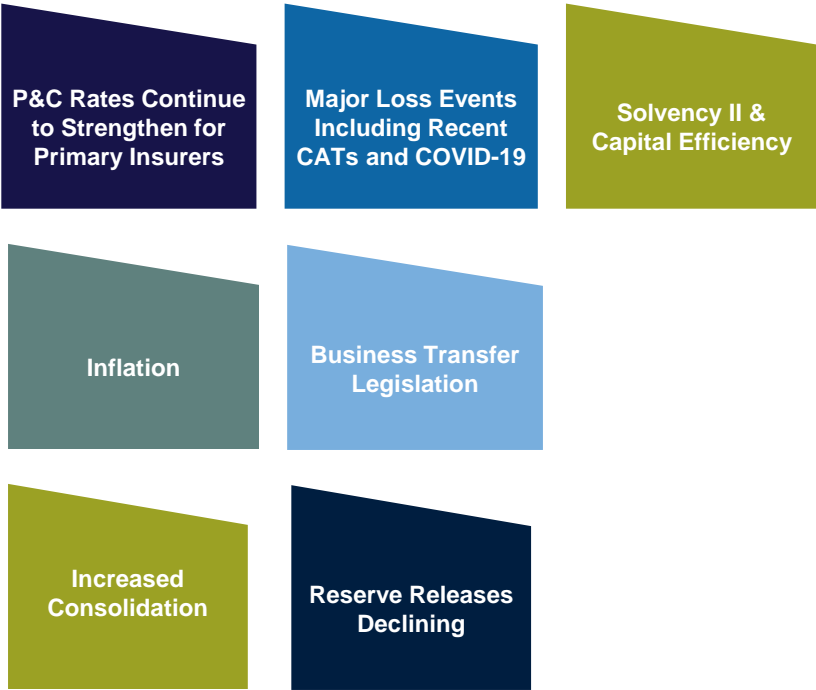 P&C Rates Continue
to Strengthen for
Primary Insurers
Major Loss Events
Including Recent
CATs and COVID-19
Solvency II &
Capital Efficiency
Inflation
Business Transfer
Legislation
Increased
Consolidation
Reserve Releases
Declining